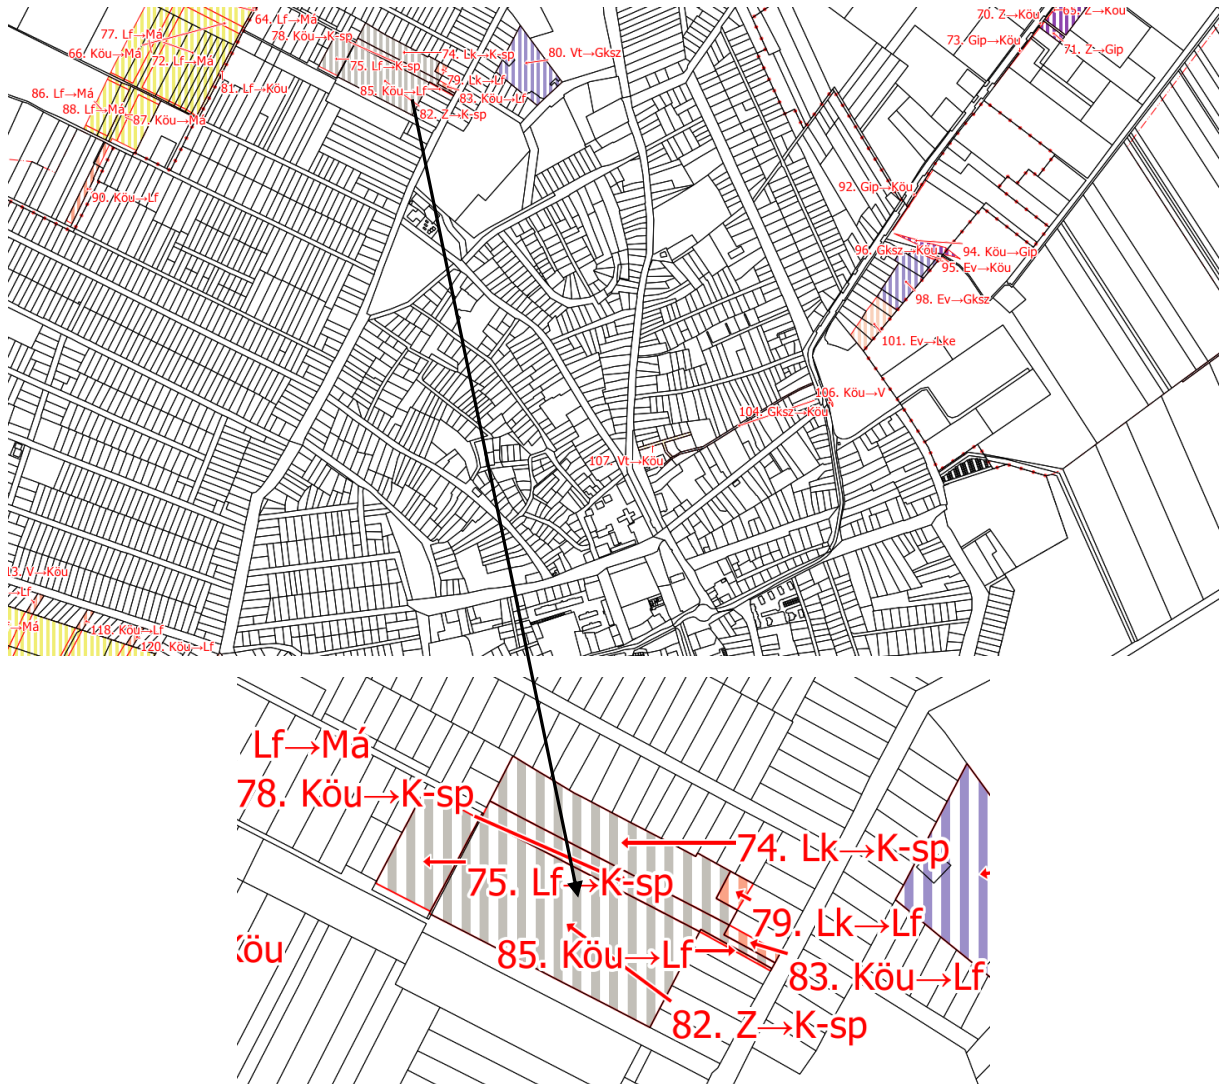 64. Lf→Má
77. Lf→Má
78. Köu→K-sp
66. Köu→Má
72. Lf→Má
74. Lk→K-sp
75. Lf→K-sp
79. Lk→Lf
80. Vt→Gksz
81. Lf→Köu
85. Köu→Lf
83. Köu→Lf
82. Z→K-sp
86. Lf→Má
88. Lf→Má
87. Köu→Má
90. Köu→Lf
70. Z→Köu
65. Z→Köu
73. Gip→Köu
71. Z→Gip
92. Gip→Köu
96. Gksz→Köu
94. Köu→Gip
95. Ev→Köu
98. Ev→Gksz
101. Ev→Lke
106. Köu→V
104. Gksz→Köu
107. Vt→Köu
13. V→Köu
→Lf
→Má
118. Köu→Lf
120. Köu→Lf
Lf→Má
78. Köu→K-sp
74. Lk→K-sp
75. Lf→K-sp
79. Lk→Lf
Köu
85. Köu→Lf
83. Köu→Lf
82. Z→K-sp